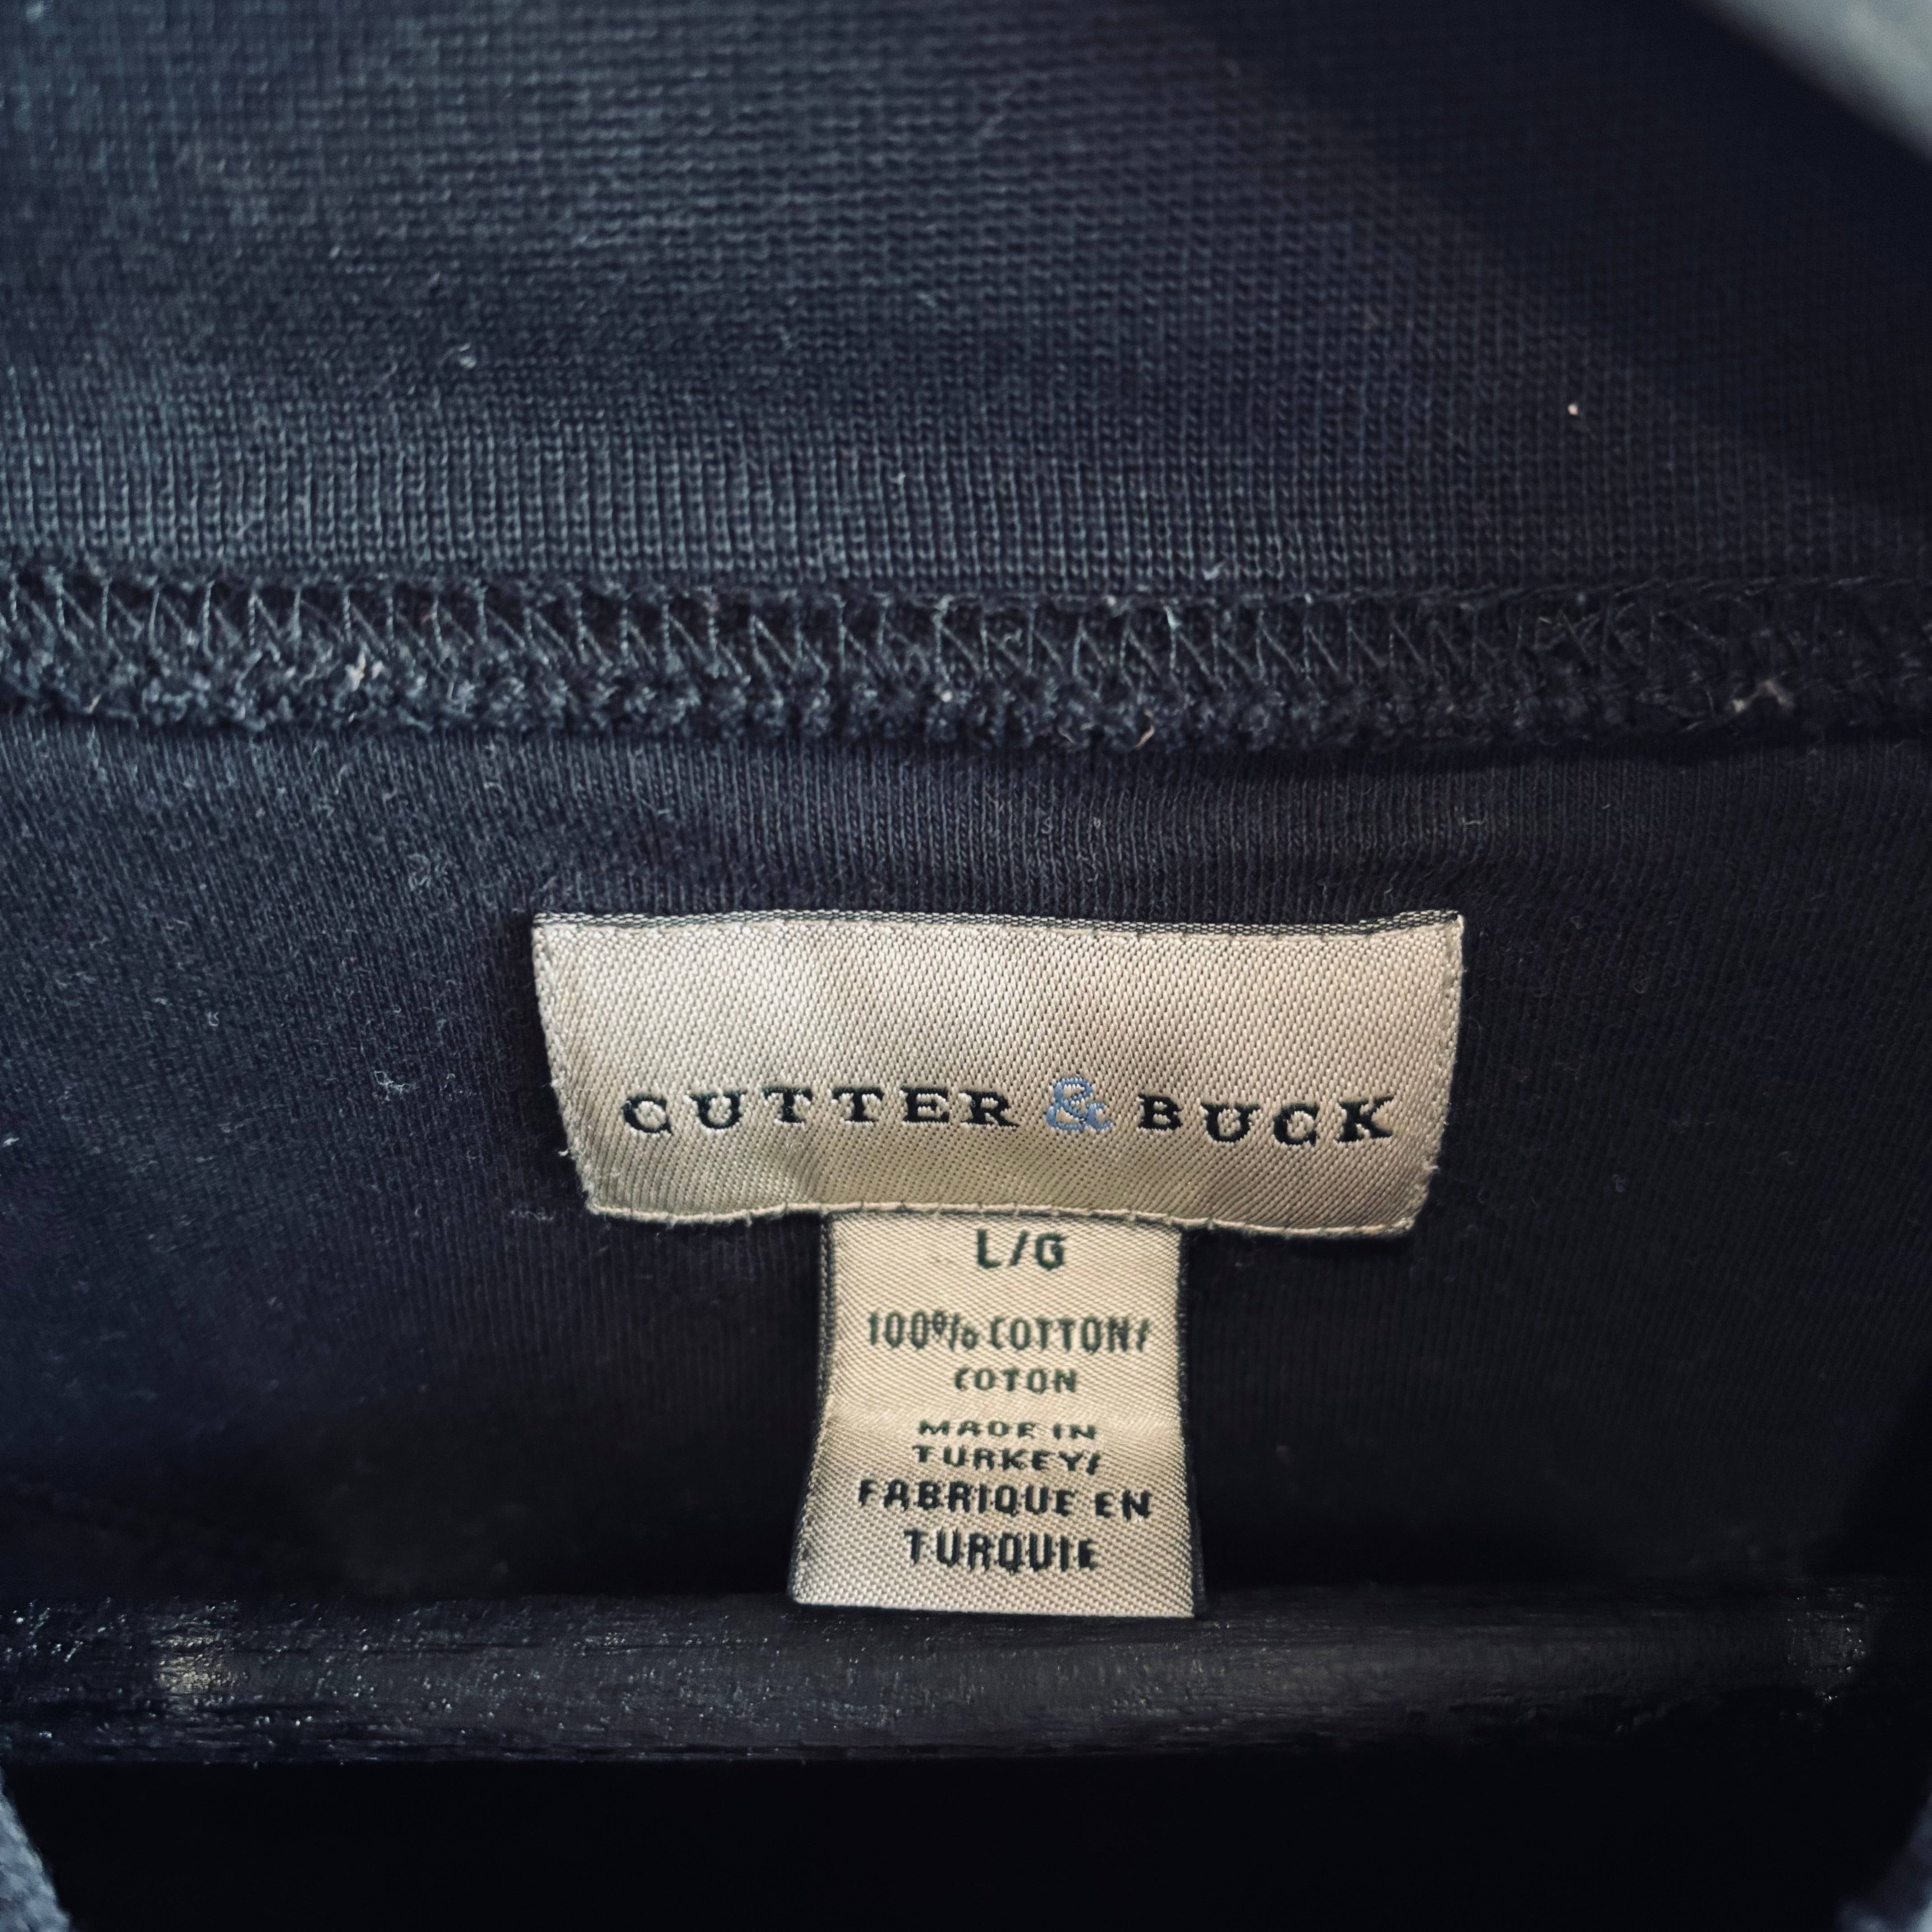 CUTTER & BUCK
L/G
100% COTTON/
COTON
MADE IN
TURKEY/
FABRIQUE EN
TURQUIE